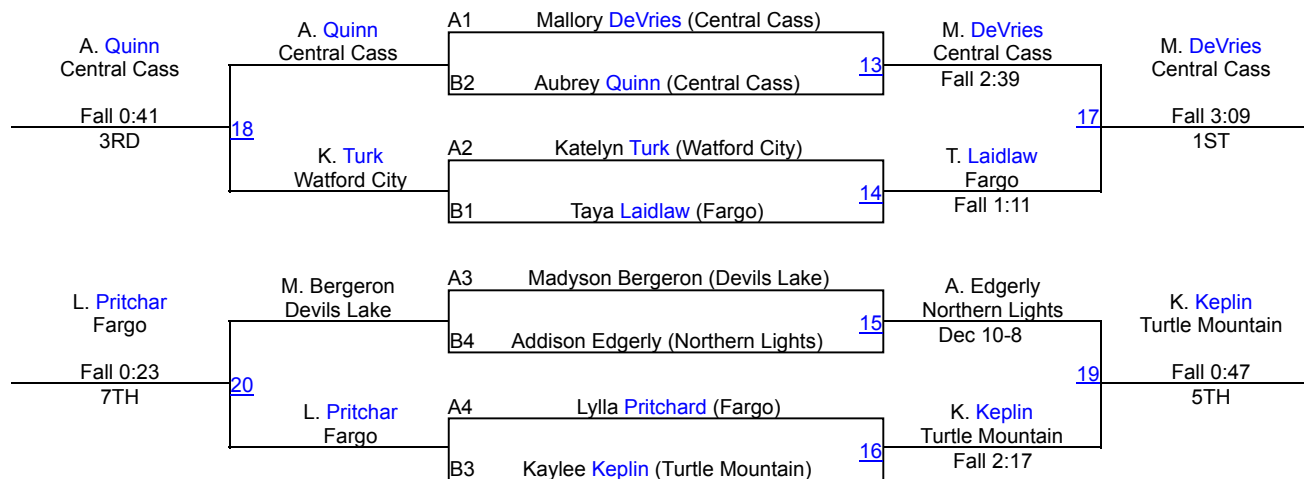 A1 Mallory DeVries (Central Cass)
A. Quinn
Central Cass
M. DeVries
Central Cass
A. Quinn
Central Cass
M. DeVries
Central Cass
13
B2 Aubrey Quinn (Central Cass)
Fall 2:39
Fall 0:41
18
3RD
17
Fall 3:09
1ST
A2 Katelyn Turk (Watford City)
K. Turk
Watford City
T. Laidlaw
Fargo
14
B1 Taya Laidlaw (Fargo)
Fall 1:11
A3 Madyson Bergeron (Devils Lake)
M. Bergeron
Devils Lake
A. Edgerly
Northern Lights
L. Pritchar
Fargo
K. Keplin
Turtle Mountain
15
B4 Addison Edgerly (Northern Lights)
Dec 10-8
Fall 0:23
20
7TH
19
Fall 0:47
5TH
A4 Lylla Pritchard (Fargo)
L. Pritchar
Fargo
K. Keplin
Turtle Mountain
16
B3 Kaylee Keplin (Turtle Mountain)
Fall 2:17